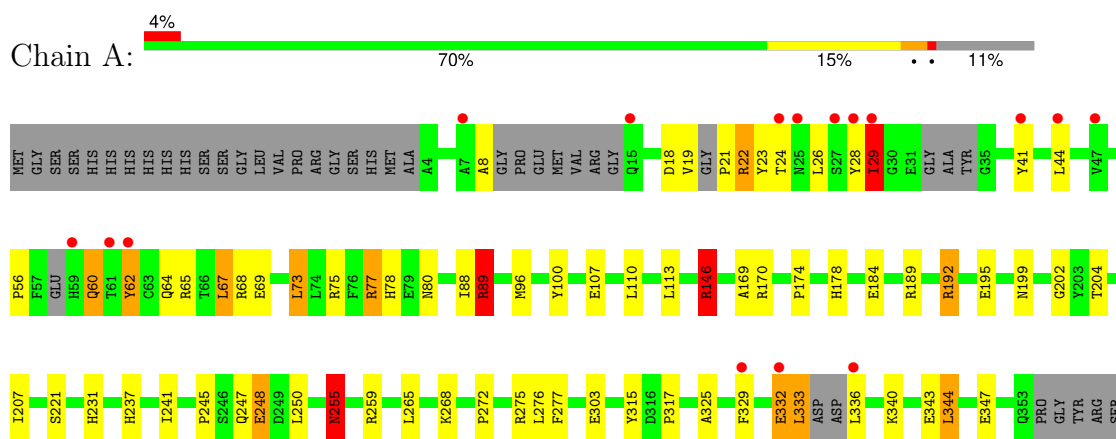 4%
Chain A:
70% 15% • • 11%
MET GLY SER SER HIS HIS HIS HIS HIS HIS SER SER GLY LEU VAL PRO ARG GLY SER HIS MET ALA A4 A7 A8 GLY PRO GLU MET VAL ARG GLY Q15 D18 V19 GLY P21 R22 Y23 T24 N25 L26 S27 Y28 I29 G30 E31 GLY ALA TYR G35 Y41 L44 V47
P56 F57 GLU H59 Q60 T61 Y62 C63 Q64 R65 T66 L67 R68 E69 L73 L74 R75 F76 R77 H78 E79 N80 I88 R89 M96 Y100 E107 L110 L113 R146 A169 R170 P174 H178 E184 R189 R192 E195 N199 G202 Y203 T204
I207 S221 H231 H237 I241 P245 S246 Q247 E248 D249 L250 N255 R259 L265 K268 P272 R275 L276 F277 E303 Y315 D316 P317 A325 F329 E332 L333 ASP ASP L336 K340 E343 L344 E347 Q353 PRO GLY TYR ARG SER